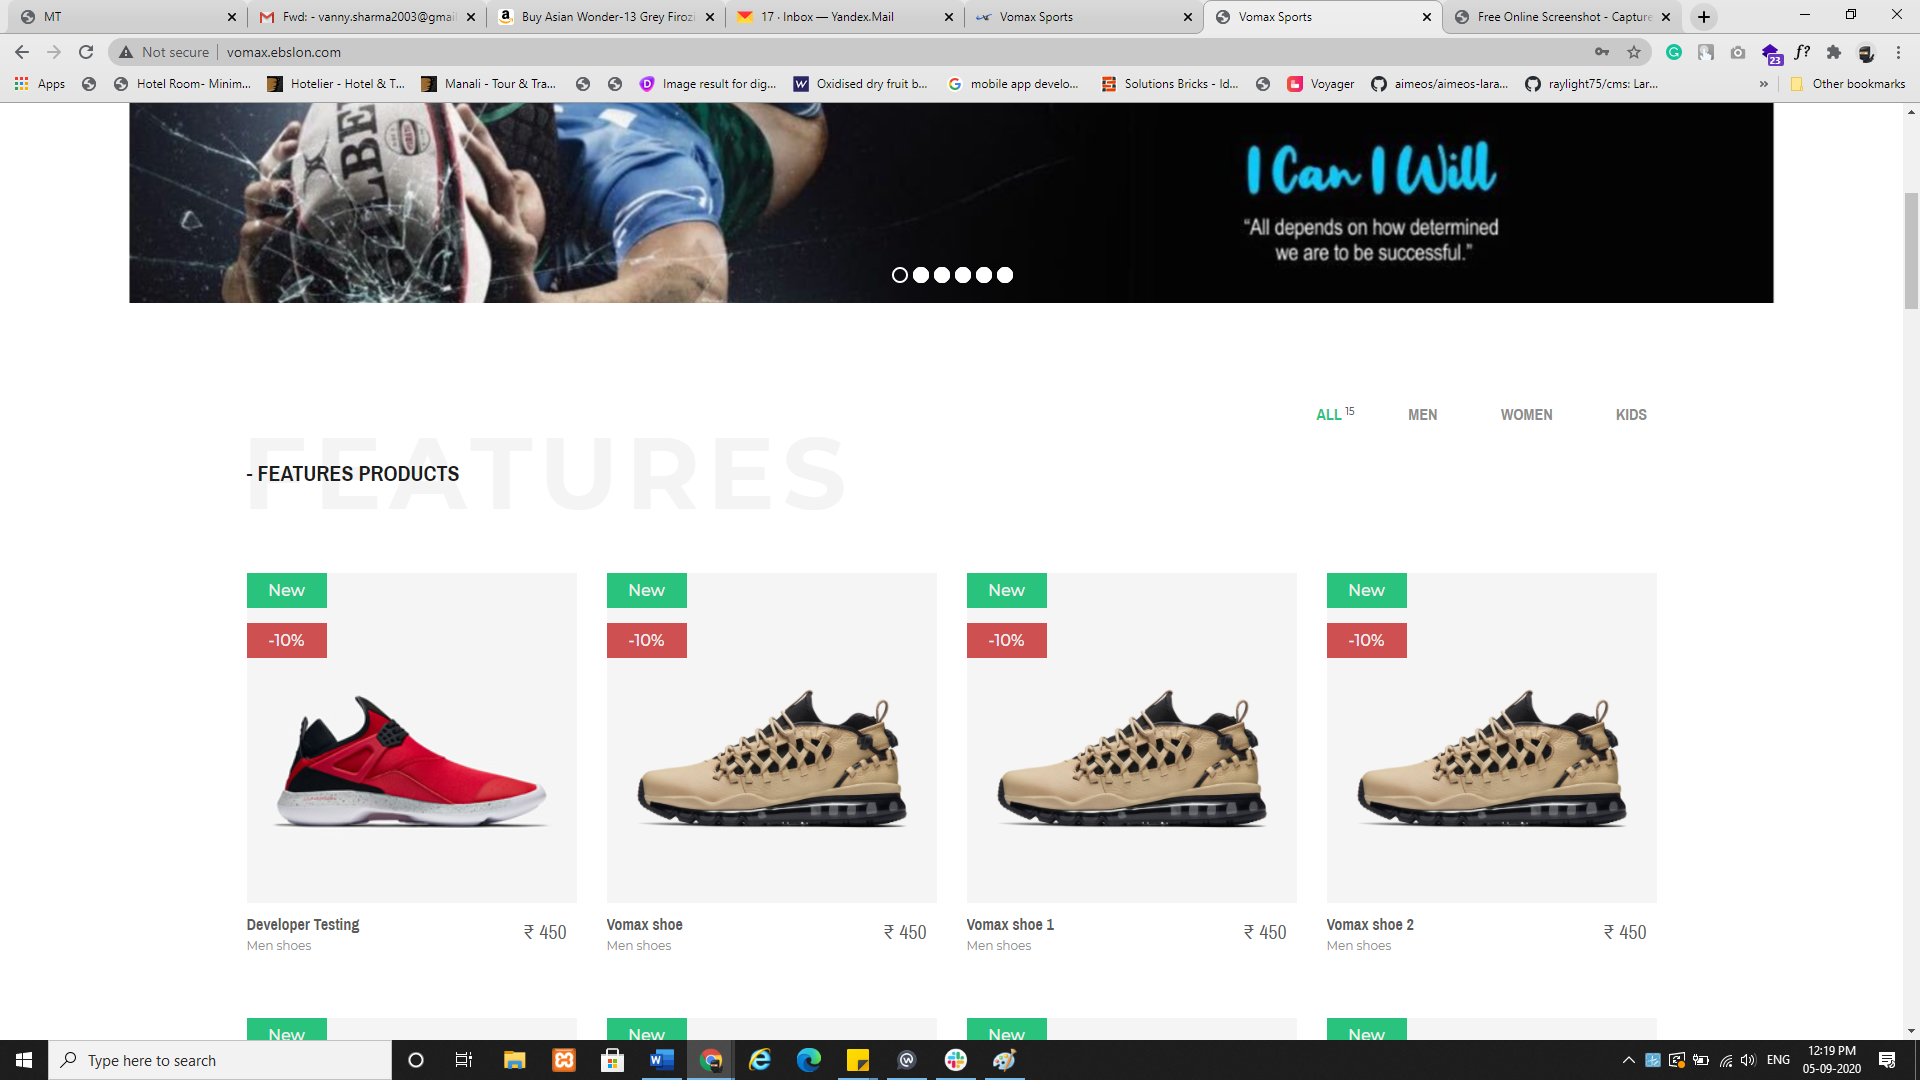 MT
Fwd: - vanny.sharma2003@gmail
Buy Asian Wonder-13 Grey Firozi
17 · Inbox — Yandex.Mail
Vomax Sports
Vomax Sports
Free Online Screenshot - Capture
Not secure
vomax.ebslon.com
23
f?
Apps
Hotel Room- Minim...
Hotelier - Hotel & T...
Manali - Tour & Tra...
Image result for dig...
Oxidised dry fruit b...
mobile app develo...
Solutions Bricks - Id...
Voyager
aimeos/aimeos-lara...
raylight75/cms: Lar...
»
Other bookmarks
I Can I Will
“All depends on how determined
we are to be successful.”
ALL 15
MEN
WOMEN
KIDS
FEATURES
- FEATURES PRODUCTS
New
New
New
New
-10%
-10%
-10%
-10%
Developer Testing
₹ 450
Men shoes
Vomax shoe
₹ 450
Men shoes
Vomax shoe 1
₹ 450
Men shoes
Vomax shoe 2
₹ 450
Men shoes
New
New
New
New
Type here to search
ENG
12:19 PM
05-09-2020